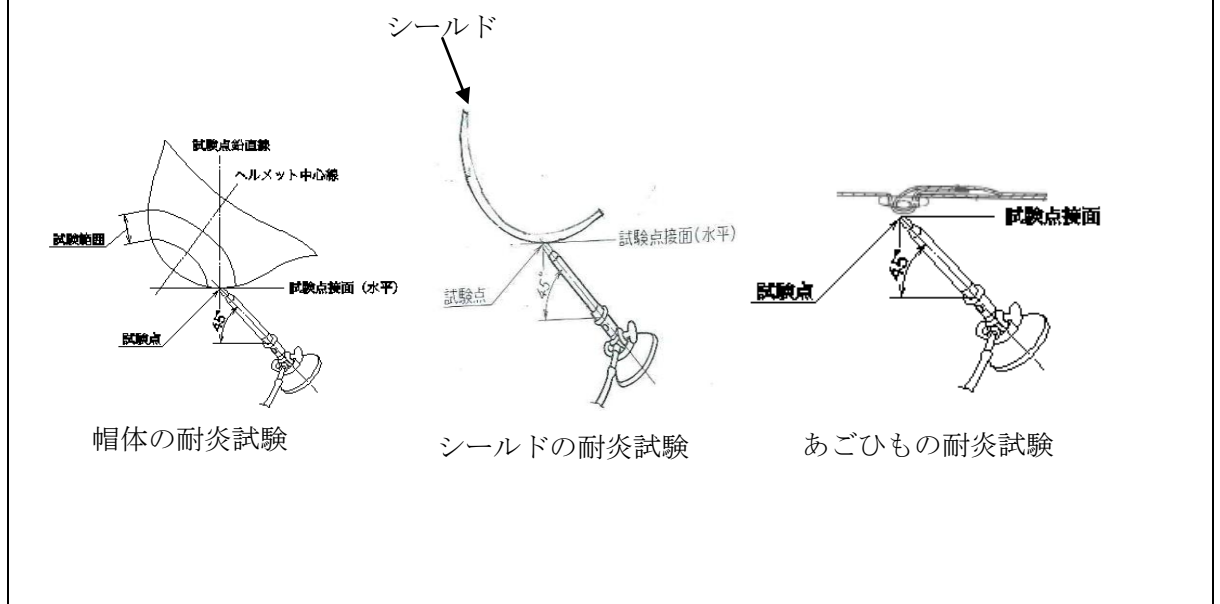 シールド
試験点鉛直線
ヘルメット中心線
試験範囲
試験点接面（水平）
45°
試験点
帽体の耐炎試験
試験点接面(水平)
45°
試験点
シールドの耐炎試験
試験点接面
45°
試験点
あごひもの耐炎試験